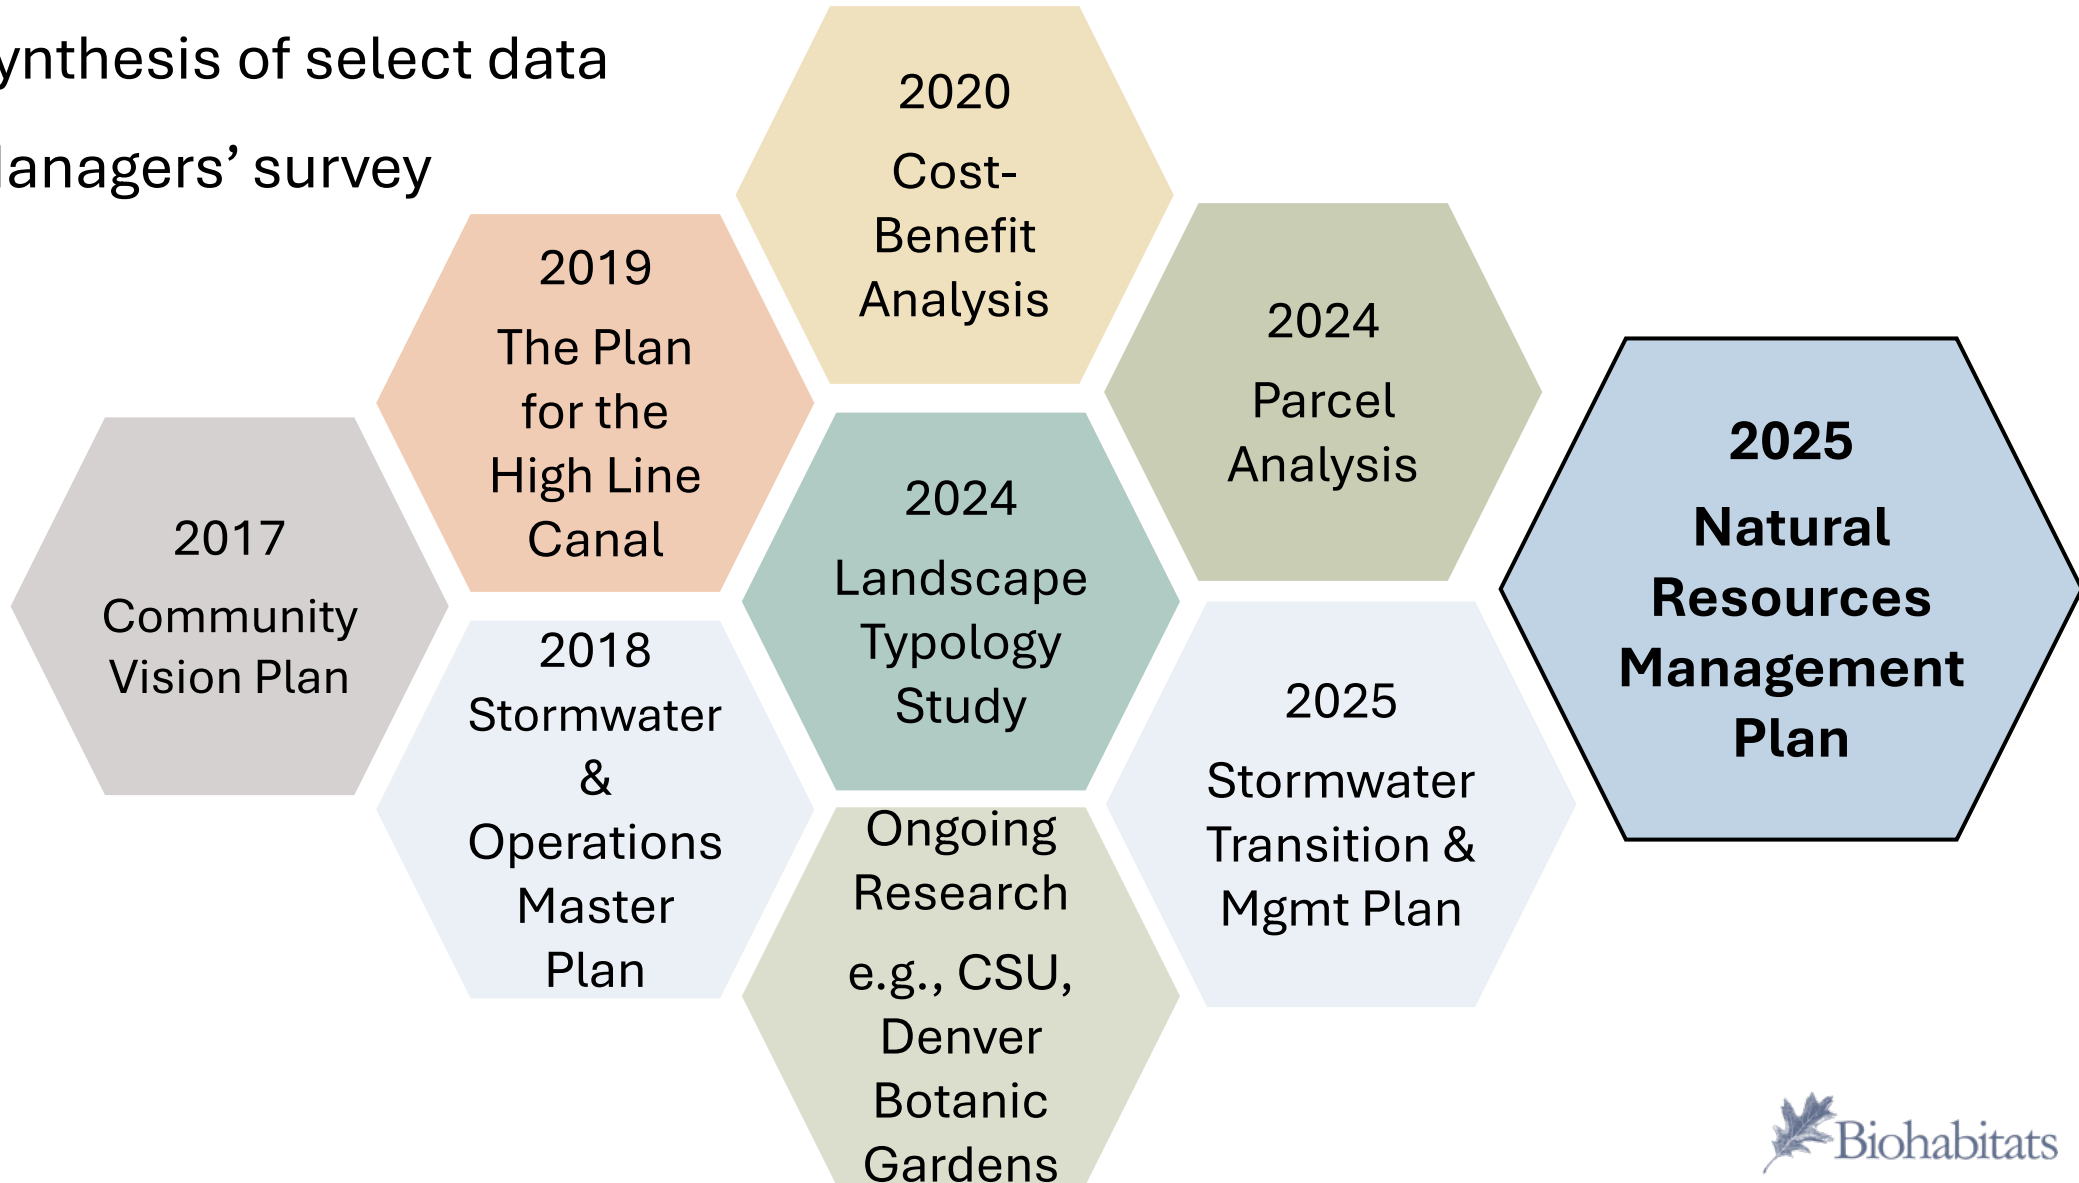 ynthesis of select data
anagers’ survey
2020
Cost-
Benefit
Analysis
2019
The Plan
for the
High Line
Canal
2024
Parcel
Analysis
2017
Community
Vision Plan
2024
Landscape
Typology
Study
2025
Natural
Resources
Management
Plan
2018
Stormwater
&
Operations
Master
Plan
2025
Stormwater
Transition &
Mgmt Plan
Ongoing
Research
e.g., CSU,
Denver
Botanic
Gardens
Biohabitats